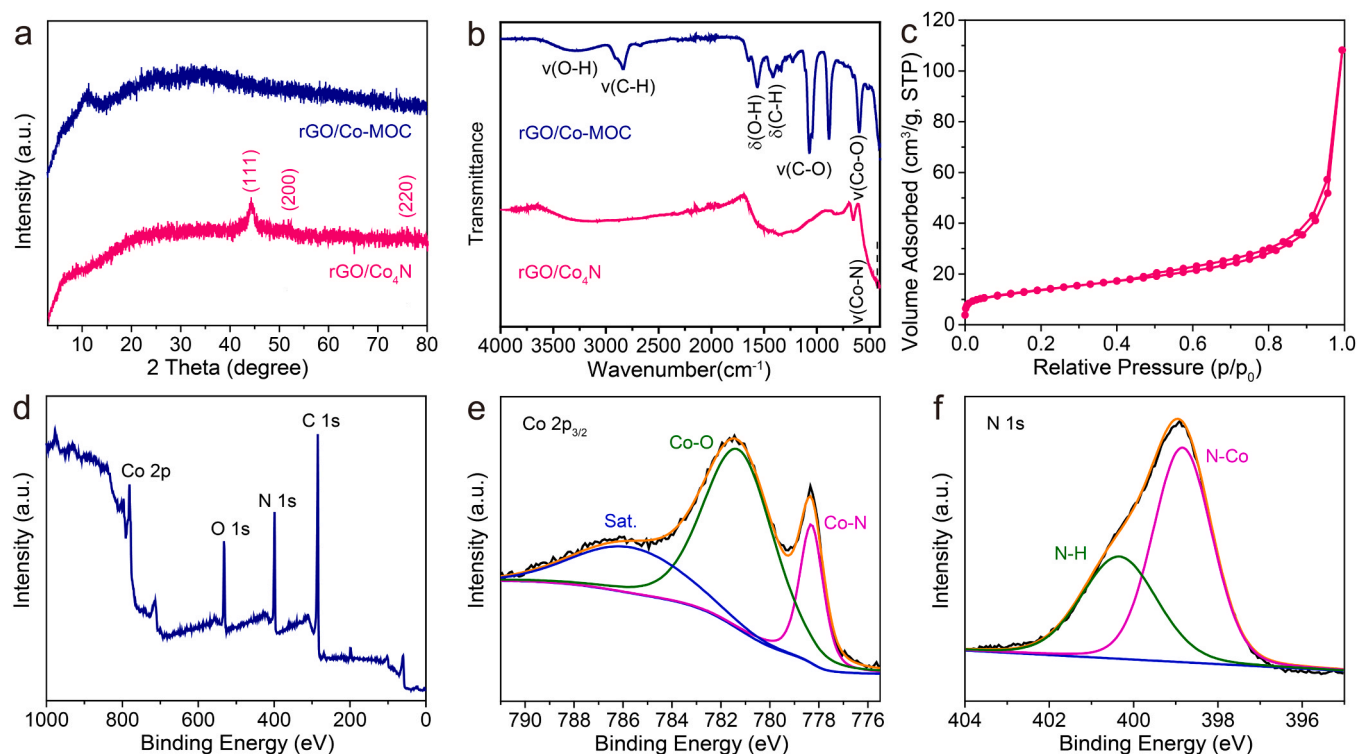 a
Intensity (a.u.)
rGO/Co-MOC
(111)
(200)
(220)
rGO/Co₄N
10 20 30 40 50 60 70 80
2 Theta (degree)
b
Transmittance
ν(O-H)
ν(C-H)
rGO/Co-MOC
δ(O-H)
δ(C-H)
ν(C-O)
ν(Co-O)
rGO/Co₄N
ν(Co-N)
4000 3500 3000 2500 2000 1500 1000 500
Wavenumber(cm⁻¹)
c
Volume Adsorbed (cm³/g, STP)
120
100
80
60
40
20
0
0.0 0.2 0.4 0.6 0.8 1.0
Relative Pressure (p/p₀)
d
Intensity (a.u.)
Co 2p
O 1s
N 1s
C 1s
1000 800 600 400 200 0
Binding Energy (eV)
e
Intensity (a.u.)
Co 2p₃/₂
Co-O
Sat.
Co-N
790 788 786 784 782 780 778 776
Binding Energy (eV)
f
Intensity (a.u.)
N 1s
N-Co
N-H
404 402 400 398 396
Binding Energy (eV)